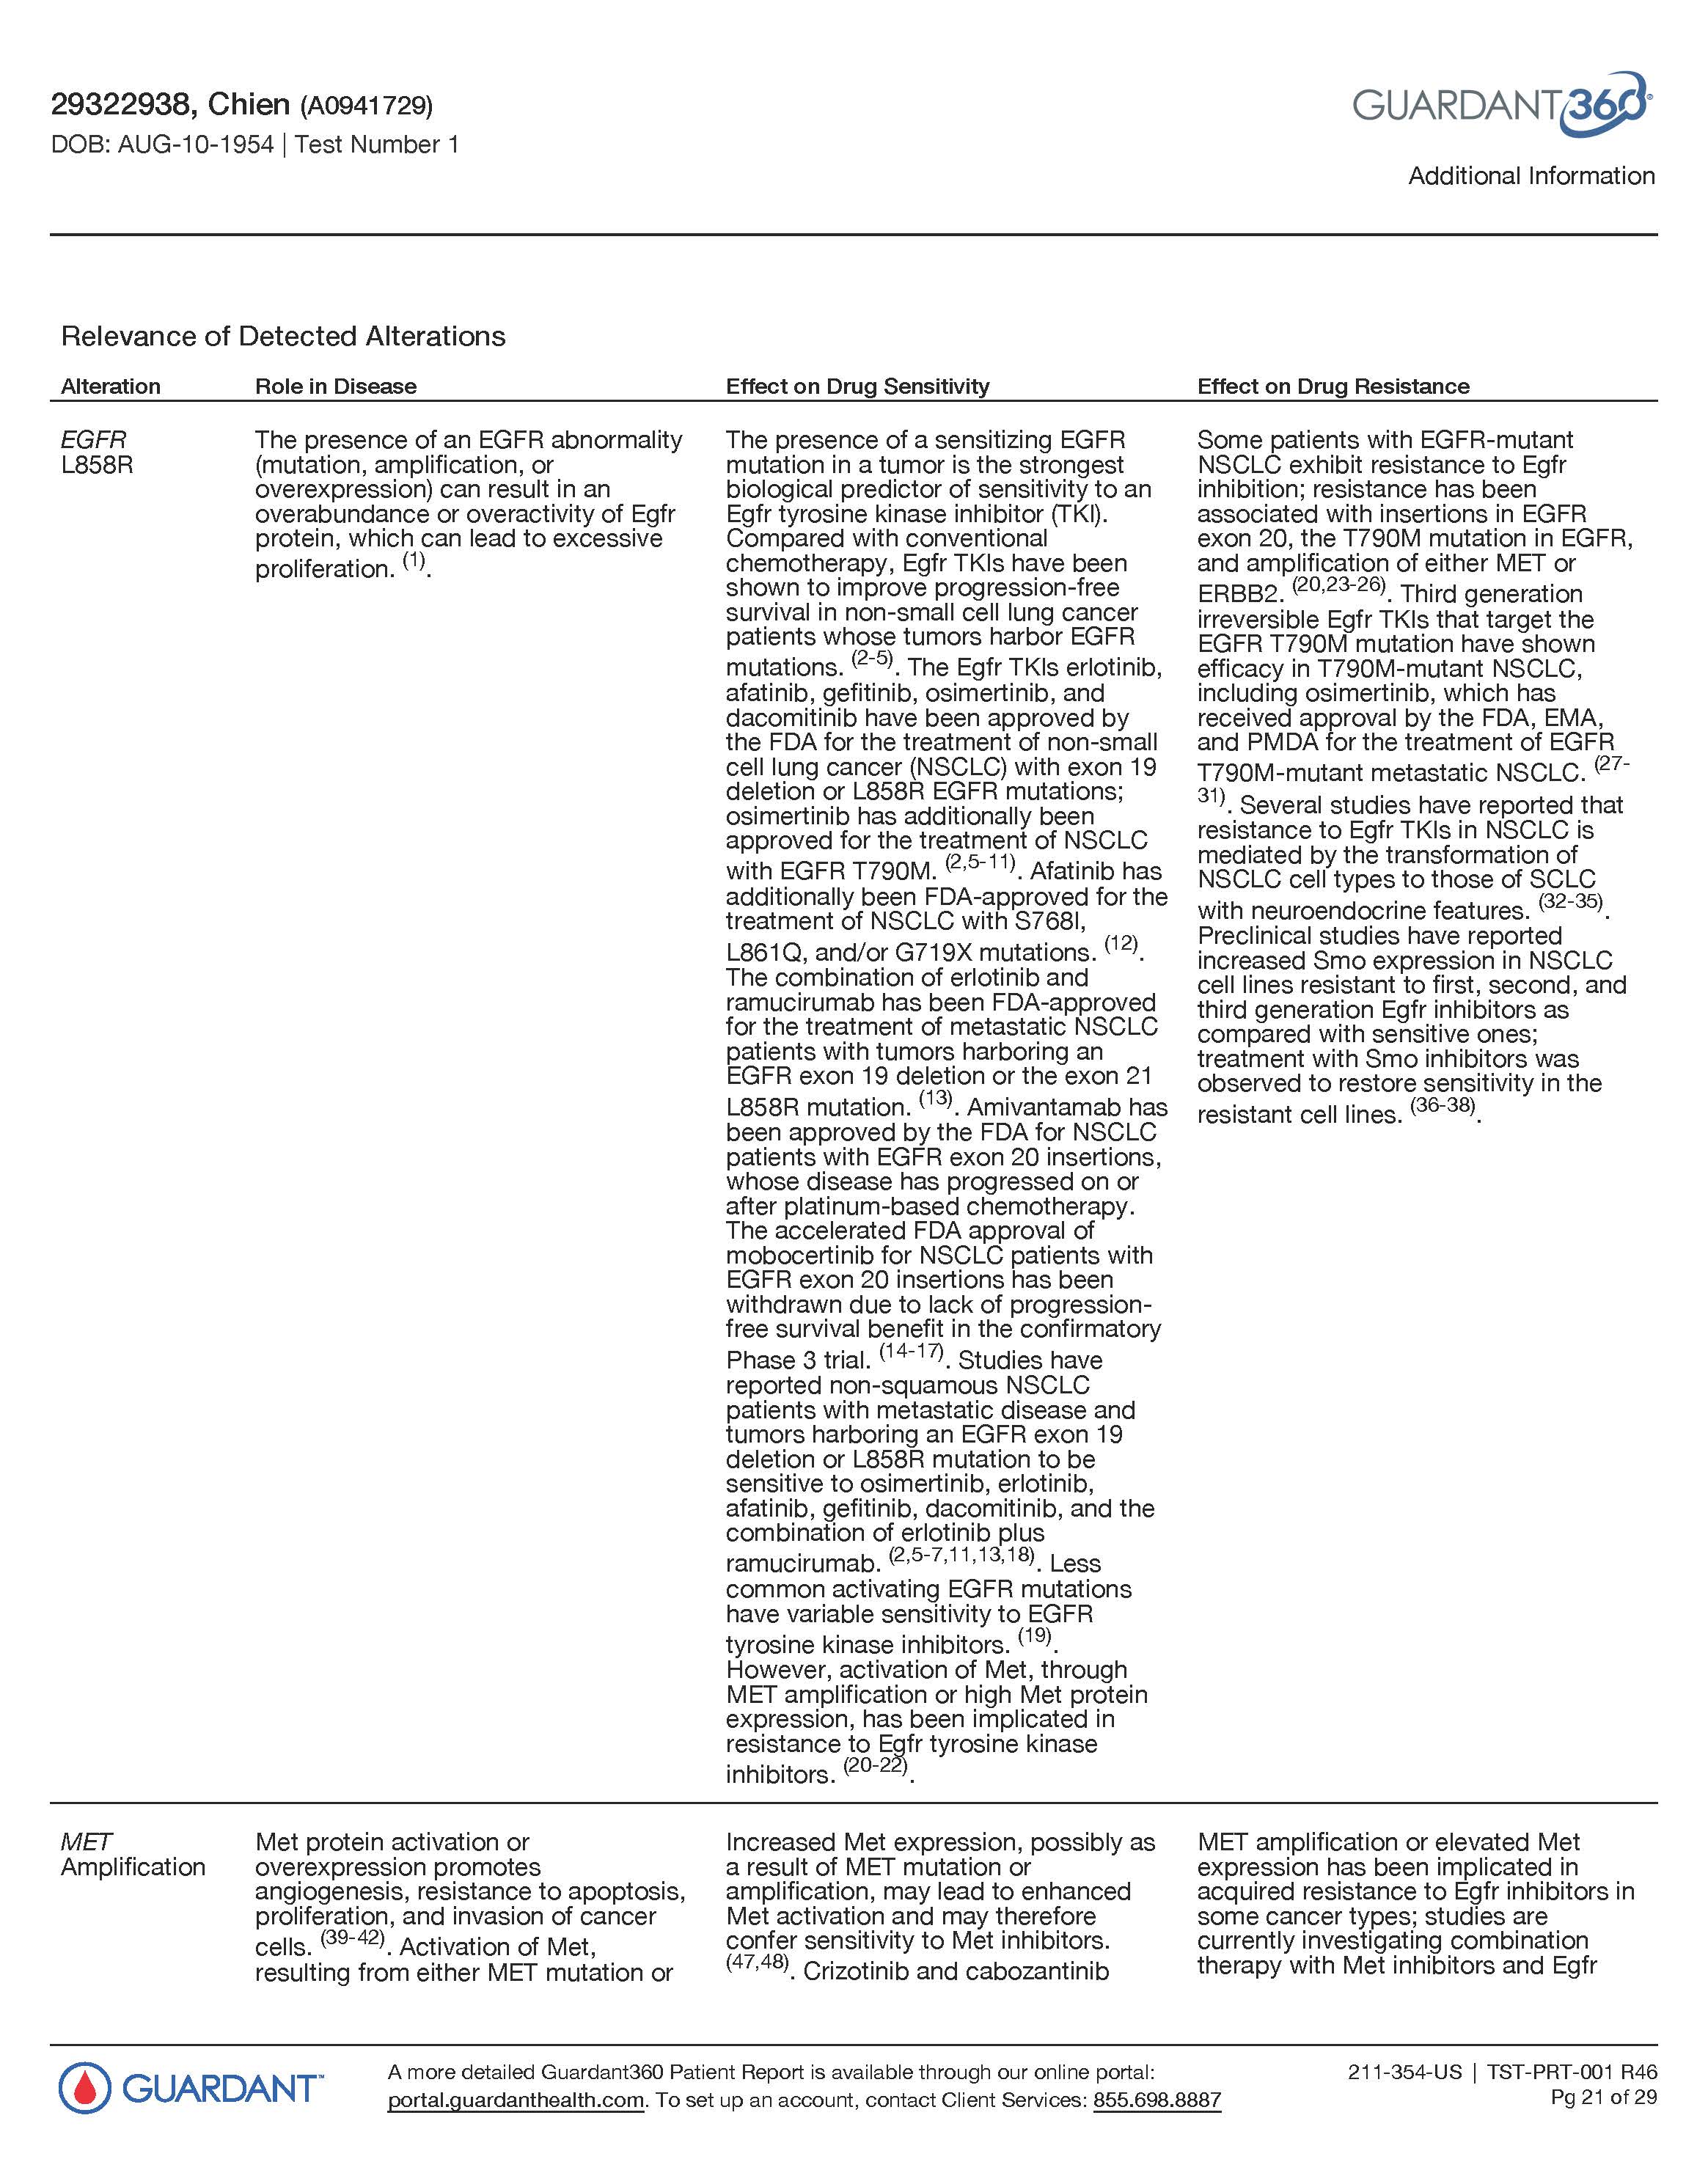 29322938, Chien (A0941729)
DOB: AUG-10-1954 | Test Number 1
GUARDANT360®
Additional Information
Relevance of Detected Alterations
Alteration
Role in Disease
Effect on Drug Sensitivity
Effect on Drug Resistance
EGFR
L858R
The presence of an EGFR abnormality
(mutation, amplification, or
overexpression) can result in an
overabundance or overactivity of Egfr
protein, which can lead to excessive
proliferation. (1).
The presence of a sensitizing EGFR
mutation in a tumor is the strongest
biological predictor of sensitivity to an
Egfr tyrosine kinase inhibitor (TKI).
Compared with conventional
chemotherapy, Egfr TKIs have been
shown to improve progression-free
survival in non-small cell lung cancer
patients whose tumors harbor EGFR
mutations. (2-5). The Egfr TKIs erlotinib,
afatinib, gefitinib, osimertinib, and
dacomitinib have been approved by
the FDA for the treatment of non-small
cell lung cancer (NSCLC) with exon 19
deletion or L858R EGFR mutations;
osimertinib has additionally been
approved for the treatment of NSCLC
with EGFR T790M. (2,5-11). Afatinib has
additionally been FDA-approved for the
treatment of NSCLC with S768I,
L861Q, and/or G719X mutations. (12).
The combination of erlotinib and
ramucirumab has been FDA-approved
for the treatment of metastatic NSCLC
patients with tumors harboring an
EGFR exon 19 deletion or the exon 21
L858R mutation. (13). Amivantamab has
been approved by the FDA for NSCLC
patients with EGFR exon 20 insertions,
whose disease has progressed on or
after platinum-based chemotherapy.
The accelerated FDA approval of
mobocertinib for NSCLC patients with
EGFR exon 20 insertions has been
withdrawn due to lack of progression-
free survival benefit in the confirmatory
Phase 3 trial. (14-17). Studies have
reported non-squamous NSCLC
patients with metastatic disease and
tumors harboring an EGFR exon 19
deletion or L858R mutation to be
sensitive to osimertinib, erlotinib,
afatinib, gefitinib, dacomitinib, and the
combination of erlotinib plus
ramucirumab. (2,5-7,11,13,18). Less
common activating EGFR mutations
have variable sensitivity to EGFR
tyrosine kinase inhibitors. (19).
However, activation of Met, through
MET amplification or high Met protein
expression, has been implicated in
resistance to Egfr tyrosine kinase
inhibitors. (20-22).
Some patients with EGFR-mutant
NSCLC exhibit resistance to Egfr
inhibition; resistance has been
associated with insertions in EGFR
exon 20, the T790M mutation in EGFR,
and amplification of either MET or
ERBB2. (20,23-26). Third generation
irreversible Egfr TKIs that target the
EGFR T790M mutation have shown
efficacy in T790M-mutant NSCLC,
including osimertinib, which has
received approval by the FDA, EMA,
and PMDA for the treatment of EGFR
T790M-mutant metastatic NSCLC. (27-
31). Several studies have reported that
resistance to Egfr TKIs in NSCLC is
mediated by the transformation of
NSCLC cell types to those of SCLC
with neuroendocrine features. (32-35).
Preclinical studies have reported
increased Smo expression in NSCLC
cell lines resistant to first, second, and
third generation Egfr inhibitors as
compared with sensitive ones;
treatment with Smo inhibitors was
observed to restore sensitivity in the
resistant cell lines. (36-38).
MET
Amplification
Met protein activation or
overexpression promotes
angiogenesis, resistance to apoptosis,
proliferation, and invasion of cancer
cells. (39-42). Activation of Met,
resulting from either MET mutation or
Increased Met expression, possibly as
a result of MET mutation or
amplification, may lead to enhanced
Met activation and may therefore
confer sensitivity to Met inhibitors.
(47,48). Crizotinib and cabozantinib
MET amplification or elevated Met
expression has been implicated in
acquired resistance to Egfr inhibitors in
some cancer types; studies are
currently investigating combination
therapy with Met inhibitors and Egfr
GUARDANT™
A more detailed Guardant360 Patient Report is available through our online portal:
portal.guardanthealth.com. To set up an account, contact Client Services: 855.698.8887
211-354-US | TST-PRT-001 R46
Pg 21 of 29